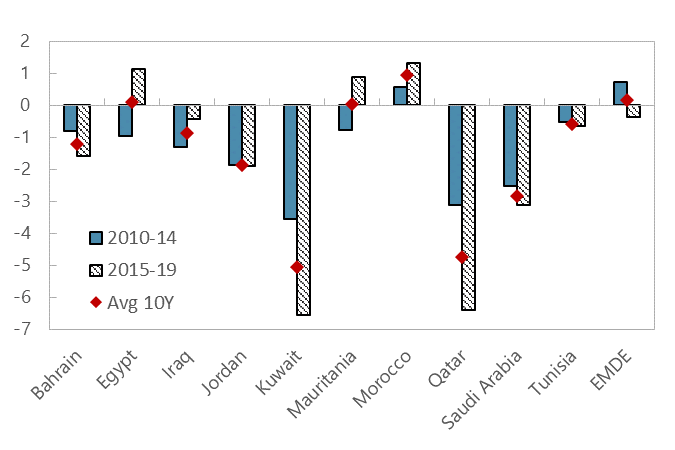 2
1
0
-1
-2
-3
-4
-5
-6
-7
2010-14
2015-19
Avg 10Y
Bahrain
Egypt
Iraq
Jordan
Kuwait
Mauritania
Morocco
Qatar
Saudi Arabia
Tunisia
EMDE